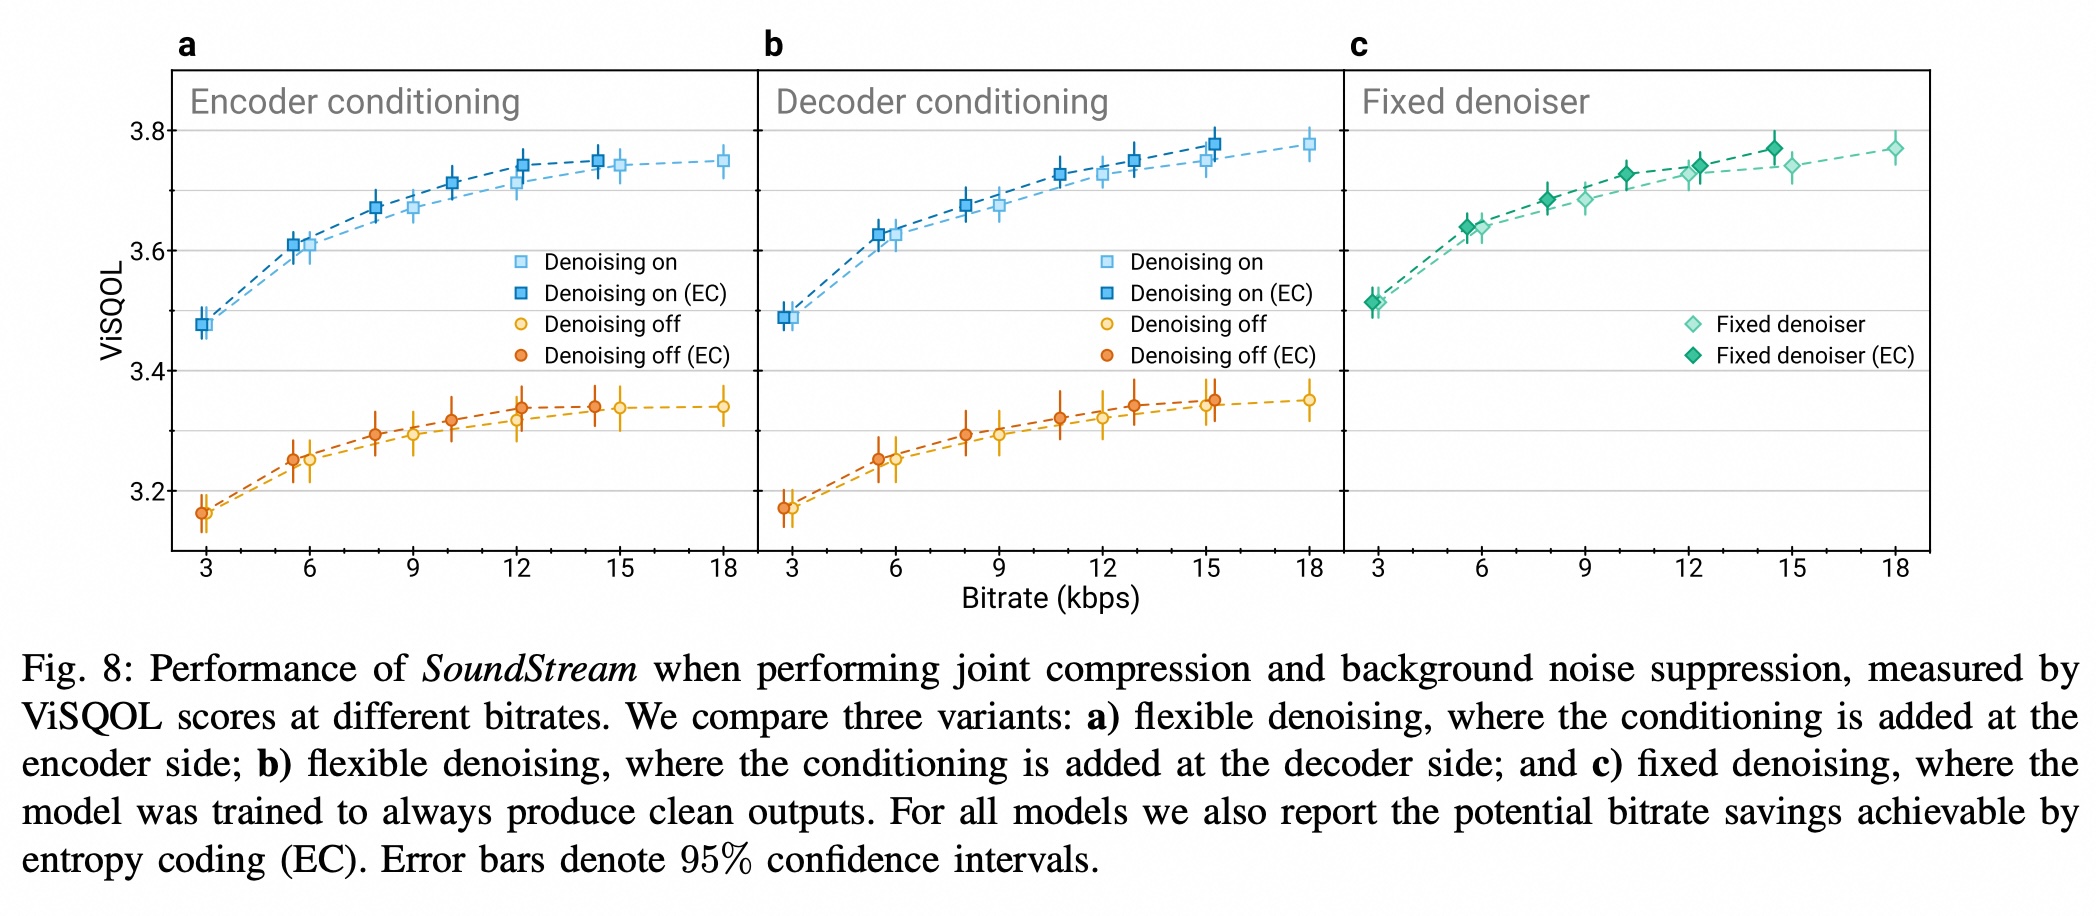 a
b
c
Encoder conditioning
Decoder conditioning
Fixed denoiser
3.8
3.6
3.4
3.2
ViSQOL
Denoising on
Denoising on (EC)
Denoising off
Denoising off (EC)
Denoising on
Denoising on (EC)
Denoising off
Denoising off (EC)
Fixed denoiser
Fixed denoiser (EC)
3 6 9 12 15 18
3 6 9 12 15 18
3 6 9 12 15 18
Bitrate (kbps)
Fig. 8: Performance of SoundStream when performing joint compression and background noise suppression, measured by
ViSQOL scores at different bitrates. We compare three variants: a) flexible denoising, where the conditioning is added at the
encoder side; b) flexible denoising, where the conditioning is added at the decoder side; and c) fixed denoising, where the
model was trained to always produce clean outputs. For all models we also report the potential bitrate savings achievable by
entropy coding (EC). Error bars denote 95% confidence intervals.